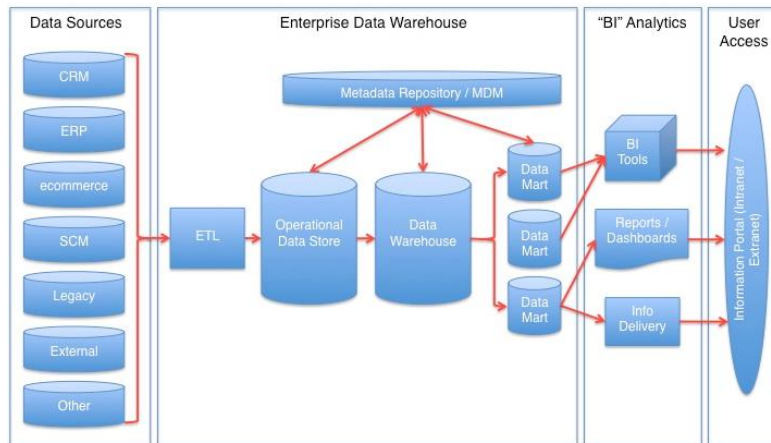 Data Sources
Enterprise Data Warehouse
“BI” Analytics
User
Access
CRM
ERP
ecommerce
SCM
Legacy
External
Other
ETL
Metadata Repository / MDM
Operational
Data Store
Data
Warehouse
Data
Mart
Data
Mart
Data
Mart
BI
Tools
Reports /
Dashboards
Info
Delivery
Information Portal (Intranet /
Extranet)